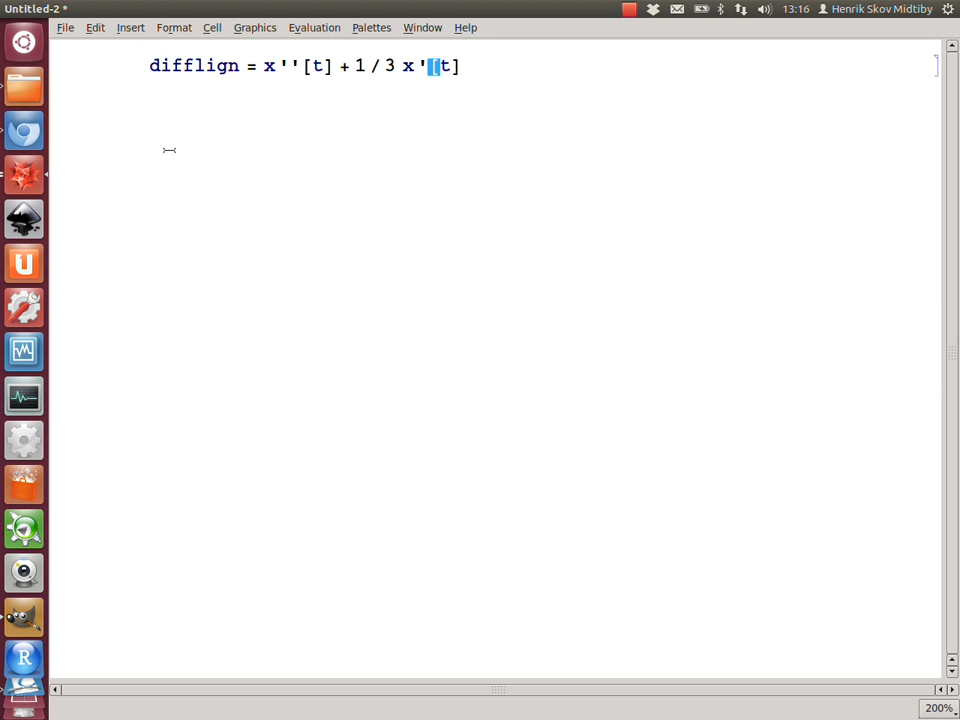 Untitled-2 *
13:16
Henrik Skov Midtiby
File Edit Insert Format Cell Graphics Evaluation Palettes Window Help
difflign = x''[t] + 1 / 3 x'[t]
200%